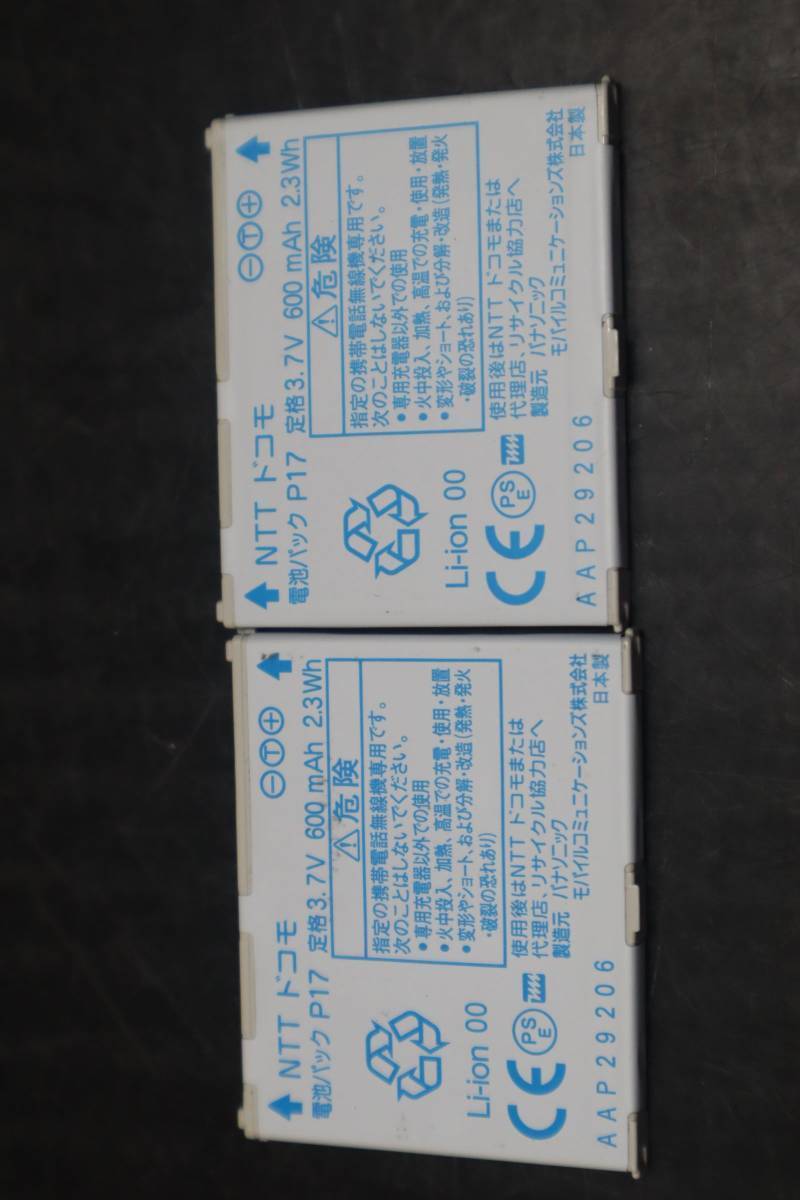 NTT ドコモ
⊖Ⓣ⊕
電池パック P17 定格3.7V 600 mAh 2.3Wh
危険
指定の携帯電話無線機専用です。
次のことはしないでください。
●専用充電器以外での使用
●火中投入、加熱、高温での充電・使用・放置
●変形やショート、および分解・改造(発熱・発火
・破裂の恐れあり)
Li-ion 00
使用後はNTT ドコモまたは
代理店、リサイクル協力店へ
製造元 パナソニック
モバイルコミュニケーションズ株式会社
日本製
CE
PSE
AAP29206
NTT ドコモ
⊖Ⓣ⊕
電池パック P17 定格3.7V 600 mAh 2.3Wh
危険
指定の携帯電話無線機専用です。
次のことはしないでください。
●専用充電器以外での使用
●火中投入、加熱、高温での充電・使用・放置
●変形やショート、および分解・改造(発熱・発火
・破裂の恐れあり)
Li-ion 00
使用後はNTT ドコモまたは
代理店、リサイクル協力店へ
製造元 パナソニック
モバイルコミュニケーションズ株式会社
日本製
CE
PSE
AAP29206